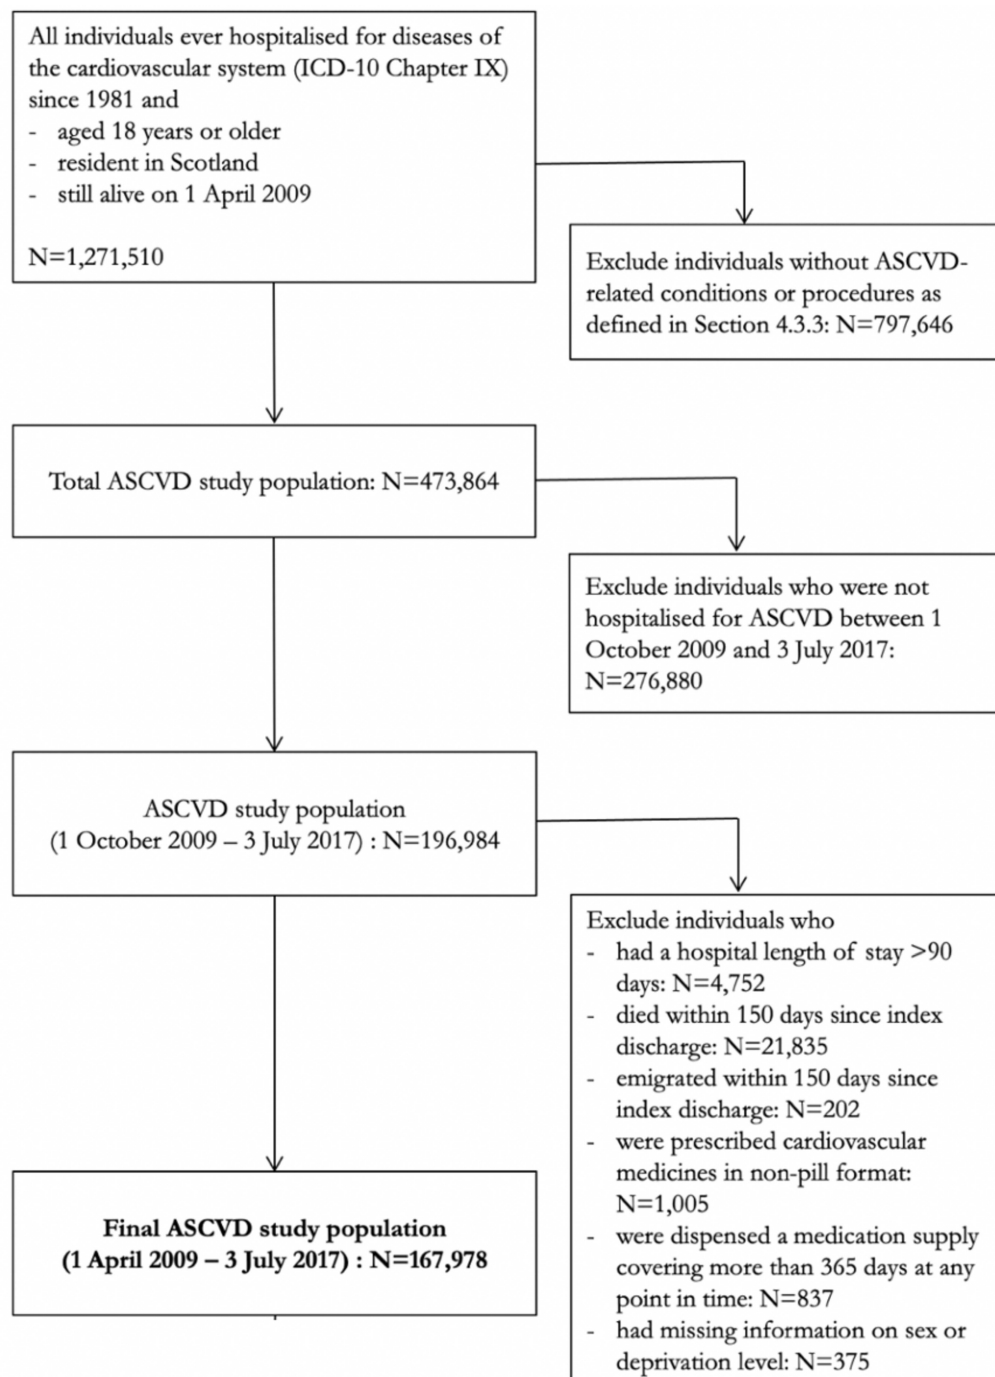 All individuals ever hospitalised for diseases of
the cardiovascular system (ICD-10 Chapter IX)
since 1981 and
- aged 18 years or older
- resident in Scotland
- still alive on 1 April 2009
N=1,271,510
Exclude individuals without ASCVD-
related conditions or procedures as
defined in Section 4.3.3: N=797,646
Total ASCVD study population: N=473,864
Exclude individuals who were not
hospitalised for ASCVD between 1
October 2009 and 3 July 2017:
N=276,880
ASCVD study population
(1 October 2009 – 3 July 2017) : N=196,984
Exclude individuals who
- had a hospital length of stay >90
days: N=4,752
- died within 150 days since index
discharge: N=21,835
- emigrated within 150 days since
index discharge: N=202
- were prescribed cardiovascular
medicines in non-pill format:
N=1,005
- were dispensed a medication supply
covering more than 365 days at any
point in time: N=837
- had missing information on sex or
deprivation level: N=375
Final ASCVD study population
(1 April 2009 – 3 July 2017) : N=167,978